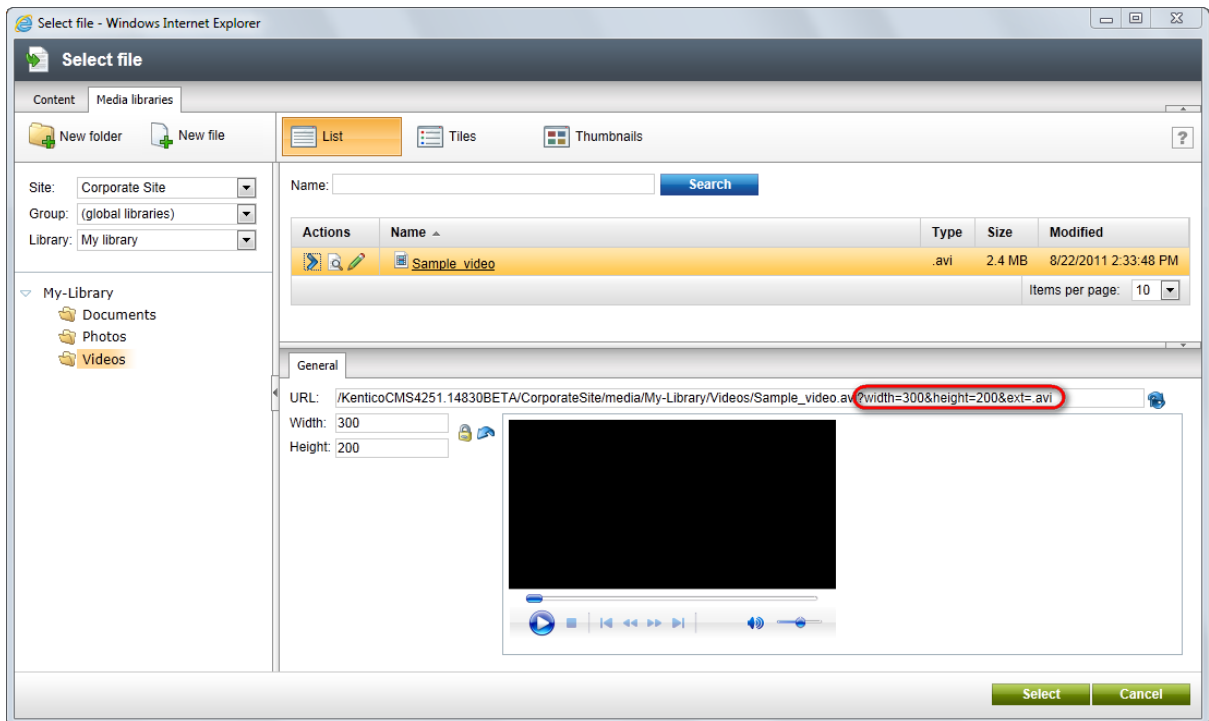 Select file - Windows Internet Explorer
Select file
Content Media libraries
New folder New file List Tiles Thumbnails ?
Site: Corporate Site
Group: (global libraries)
Library: My library
Name: Search
Actions Name Type Size Modified
Sample_video .avi 2.4 MB 8/22/2011 2:33:48 PM
Items per page: 10
My-Library
Documents
Photos
Videos
General
URL: /KenticoCMS4251.14830BETA/CorporateSite/media/My-Library/Videos/Sample_video.avi?width=300&height=200&ext=.avi
Width: 300
Height: 200
Select Cancel